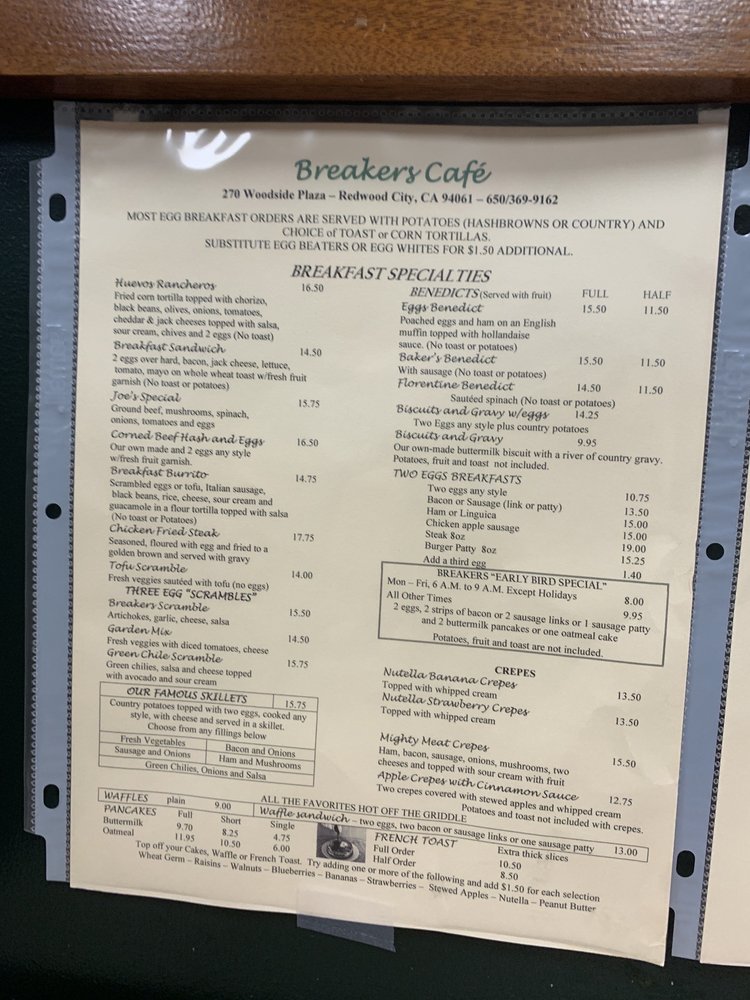 Breakers Café
270 Woodside Plaza – Redwood City, CA 94061 – 650/369-9162
MOST EGG BREAKFAST ORDERS ARE SERVED WITH POTATOES (HASHBROWNS OR COUNTRY) AND
CHOICE of TOAST or CORN TORTILLAS.
SUBSTITUTE EGG BEATERS OR EGG WHITES FOR $1.50 ADDITIONAL.
BREAKFAST SPECIALTIES
Huevos Rancheros 16.50
Fried corn tortilla topped with chorizo,
black beans, olives, onions, tomatoes,
cheddar & jack cheeses topped with salsa,
sour cream, chives and 2 eggs (No toast)
Breakfast Sandwich 14.50
2 eggs over hard, bacon, jack cheese, lettuce,
tomato, mayo on whole wheat toast w/fresh fruit
garnish (No toast or potatoes)
Joe's Special 15.75
Ground beef, mushrooms, spinach,
onions, tomatoes and eggs
Corned Beef Hash and Eggs 16.50
Our own made and 2 eggs any style
w/fresh fruit garnish.
Breakfast Burrito 14.75
Scrambled eggs or tofu, Italian sausage,
black beans, rice, cheese, sour cream and
guacamole in a flour tortilla topped with salsa
(No toast or Potatoes)
Chicken Fried Steak 17.75
Seasoned, floured with egg and fried to a
golden brown and served with gravy
Tofu Scramble 14.00
Fresh veggies sautéed with tofu (no eggs)
THREE EGG "SCRAMBLES"
Breakers Scramble 15.50
Artichokes, garlic, cheese, salsa
Garden Mix 14.50
Fresh veggies with diced tomatoes, cheese
Green Chile Scramble 15.75
Green chilies, salsa and cheese topped
with avocado and sour cream
OUR FAMOUS SKILLETS 15.75
Country potatoes topped with two eggs, cooked any
style, with cheese and served in a skillet.
Choose from any fillings below
Fresh Vegetables Bacon and Onions
Sausage and Onions Ham and Mushrooms
Green Chilies, Onions and Salsa
BENEDICTS (Served with fruit) FULL HALF
Eggs Benedict 15.50 11.50
Poached eggs and ham on an English
muffin topped with hollandaise
sauce. (No toast or potatoes)
Baker's Benedict 15.50 11.50
With sausage (No toast or potatoes)
Florentine Benedict 14.50 11.50
Sautéed spinach (No toast or potatoes)
Biscuits and Gravy w/eggs 14.25
Two Eggs any style plus country potatoes
Biscuits and Gravy 9.95
Our own-made buttermilk biscuit with a river of country gravy.
Potatoes, fruit and toast not included.
TWO EGGS BREAKFASTS
Two eggs any style 10.75
Bacon or Sausage (link or patty) 13.50
Ham or Linguica 15.00
Chicken apple sausage 15.00
Steak 8oz 19.00
Burger Patty 8oz 15.25
Add a third egg 1.40
BREAKERS "EARLY BIRD SPECIAL"
Mon – Fri, 6 A.M. to 9 A.M. Except Holidays 8.00
All Other Times 9.95
2 eggs, 2 strips of bacon or 2 sausage links or 1 sausage patty
and 2 buttermilk pancakes or one oatmeal cake
Potatoes, fruit and toast are not included.
CREPES
Nutella Banana Crepes 13.50
Topped with whipped cream
Nutella Strawberry Crepes 13.50
Topped with whipped cream
Mighty Meat Crepes 15.50
Ham, bacon, sausage, onions, mushrooms, two
cheeses and topped with sour cream with fruit
Apple Crepes with Cinnamon Sauce 12.75
Two crepes covered with stewed apples and whipped cream
Potatoes and toast not included with crepes.
ALL THE FAVORITES HOT OFF THE GRIDDLE
WAFFLES plain 9.00 Waffle sandwich – two eggs, two bacon or sausage links or one sausage patty 13.00
PANCAKES Full Short Single
Buttermilk 9.70 8.25 4.75
Oatmeal 11.95 10.50 6.00
FRENCH TOAST Extra thick slices
Full Order 10.50
Half Order 8.50
Top off your Cakes, Waffle or French Toast. Try adding one or more of the following and add $1.50 for each selection
Wheat Germ – Raisins – Walnuts – Blueberries – Bananas – Strawberries – Stewed Apples – Nutella – Peanut Butter